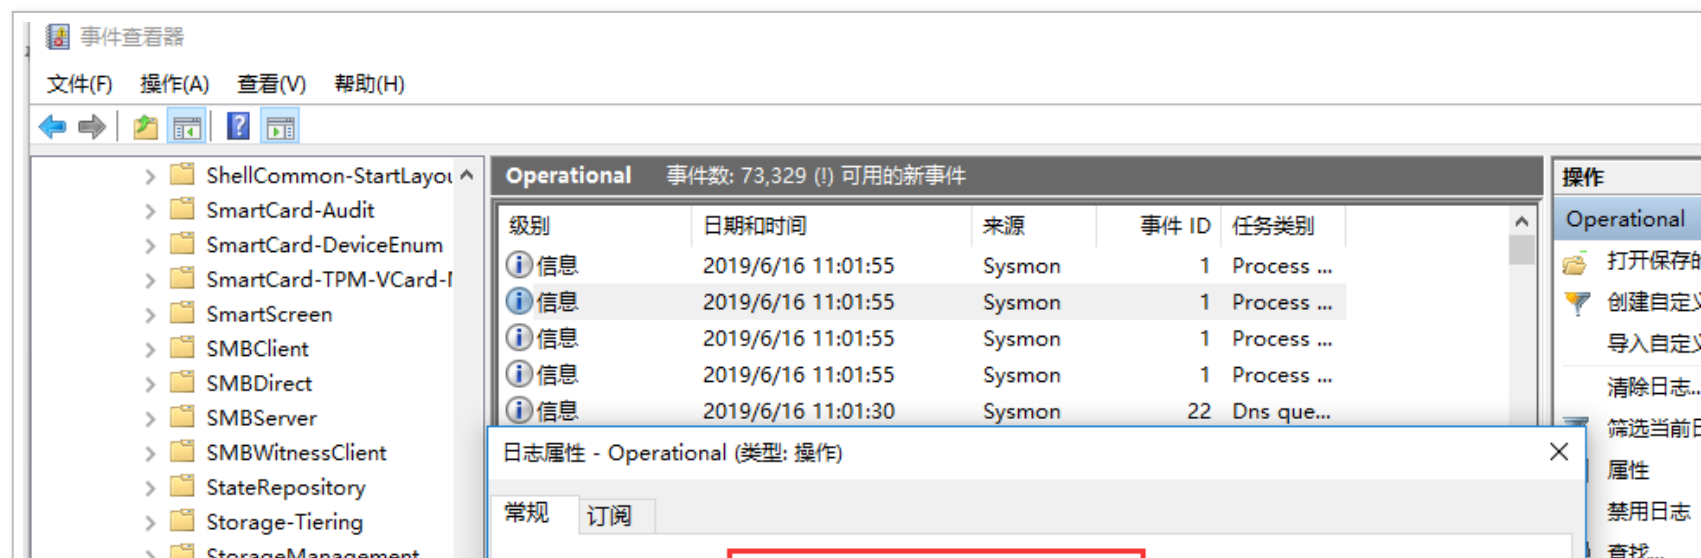 事件查看器
文件(F) 操作(A) 查看(V) 帮助(H)
ShellCommon-StartLayou
SmartCard-Audit
SmartCard-DeviceEnum
SmartCard-TPM-VCard-
SmartScreen
SMBClient
SMBDirect
SMBServer
SMBWitnessClient
StateRepository
Storage-Tiering
StorageManagement
Operational 事件数: 73,329 (!) 可用的新事件
级别 日期和时间 来源 事件 ID 任务类别
信息 2019/6/16 11:01:55 Sysmon 1 Process ...
信息 2019/6/16 11:01:55 Sysmon 1 Process ...
信息 2019/6/16 11:01:55 Sysmon 1 Process ...
信息 2019/6/16 11:01:55 Sysmon 1 Process ...
信息 2019/6/16 11:01:30 Sysmon 22 Dns que...
日志属性 - Operational (类型: 操作)
常规 订阅
操作
Operational
打开保存的
创建自定义
导入自定义
清除日志...
筛选当前日
属性
禁用日志
查找...